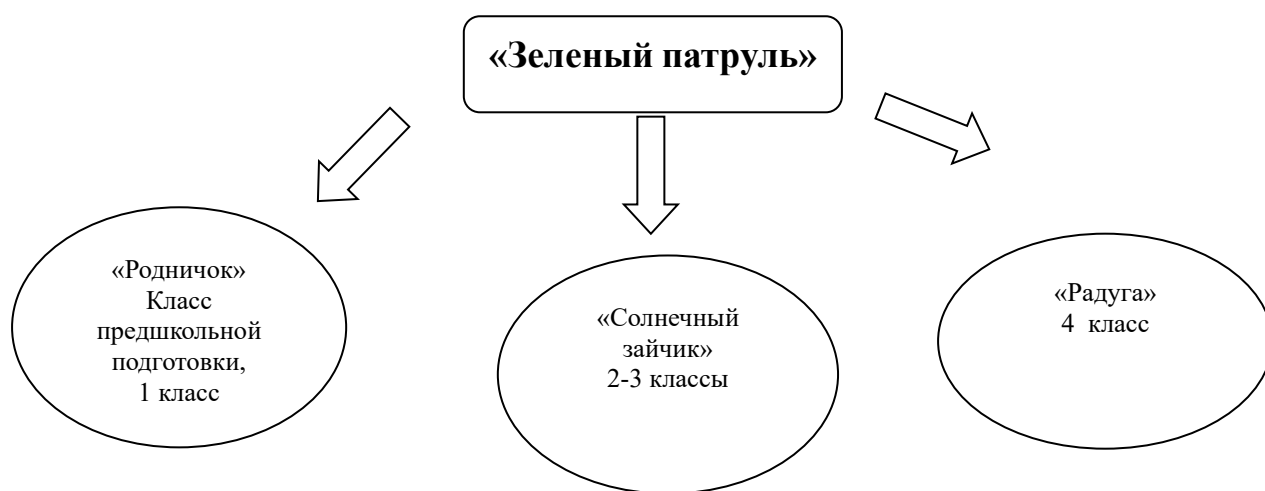 «Зеленый патруль»
«Родничок»
Класс
предшкольной
подготовки,
1 класс
«Солнечный
зайчик»
2-3 классы
«Радуга»
4 класс